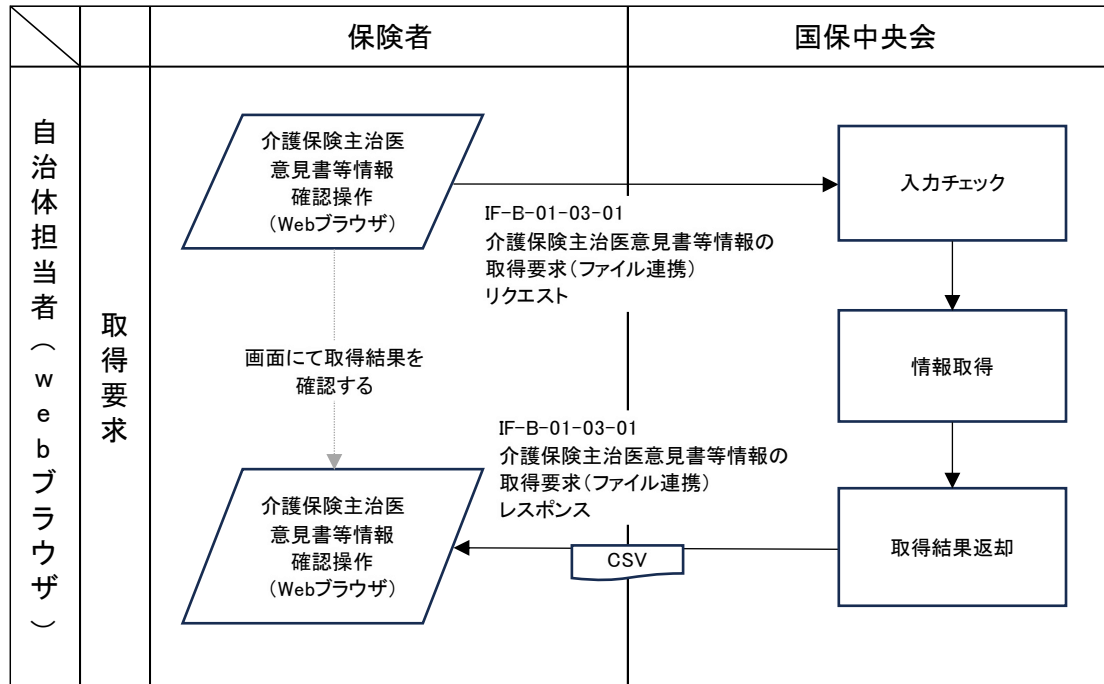 保険者
国保中央会
自治体担当者（webブラウザ）
取得要求
介護保険主治医
意見書等情報
確認操作
（Webブラウザ）
入力チェック
IF-B-01-03-01
介護保険主治医意見書等情報の
取得要求（ファイル連携）
リクエスト
画面にて取得結果を
確認する
情報取得
IF-B-01-03-01
介護保険主治医意見書等情報の
取得要求（ファイル連携）
レスポンス
介護保険主治医
意見書等情報
確認操作
（Webブラウザ）
CSV
取得結果返却